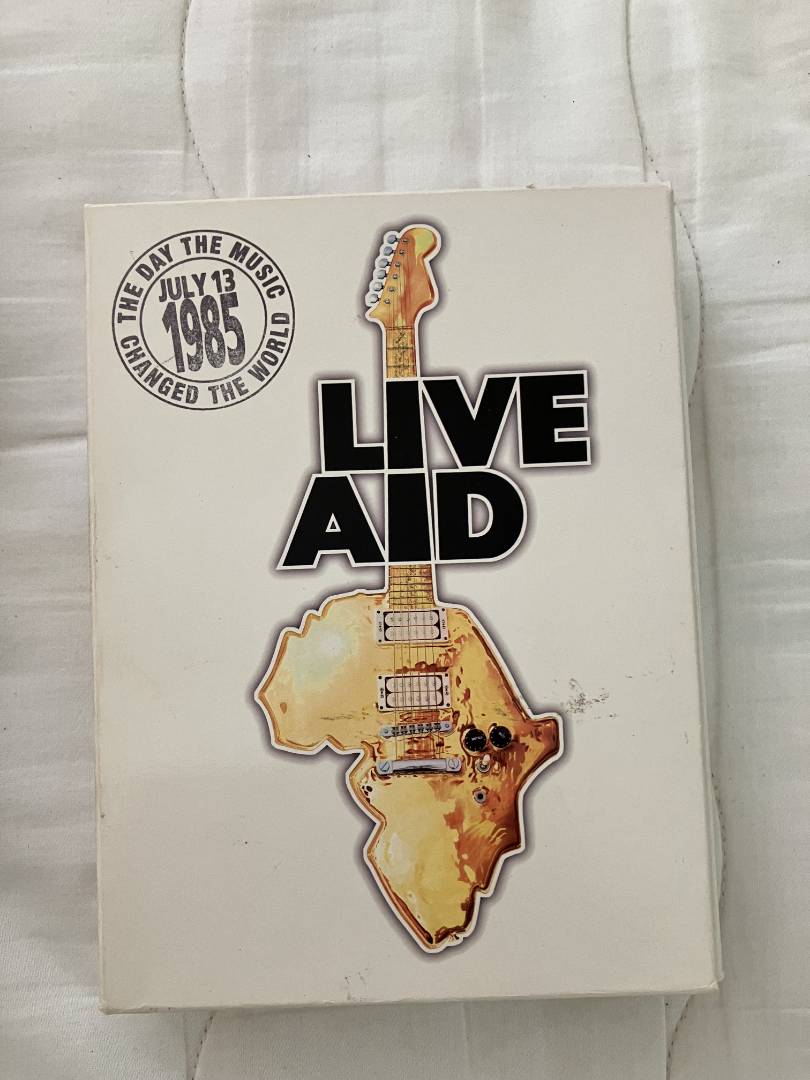 THE DAY THE MUSIC
JULY 13
1985
CHANGED THE WORLD
LIVE
AID